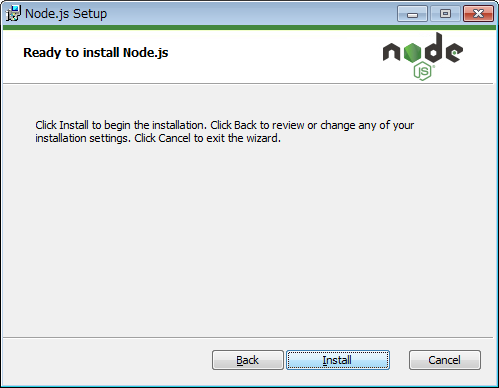 Node.js Setup
Ready to install Node.js
node
JS
Click Install to begin the installation. Click Back to review or change any of your
installation settings. Click Cancel to exit the wizard.
Back
Install
Cancel